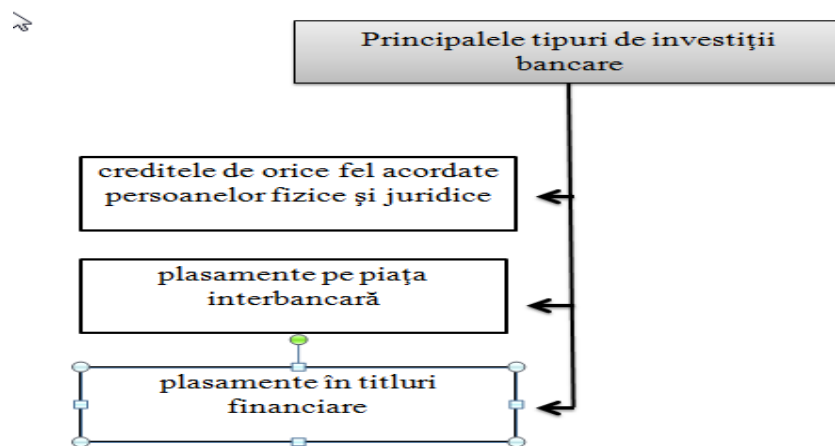 Principalele tipuri de investiţii
bancare
creditele de orice fel acordate
persoanelor fizice şi juridice
plasamente pe piaţa
interbancară
plasamente în titluri
financiare